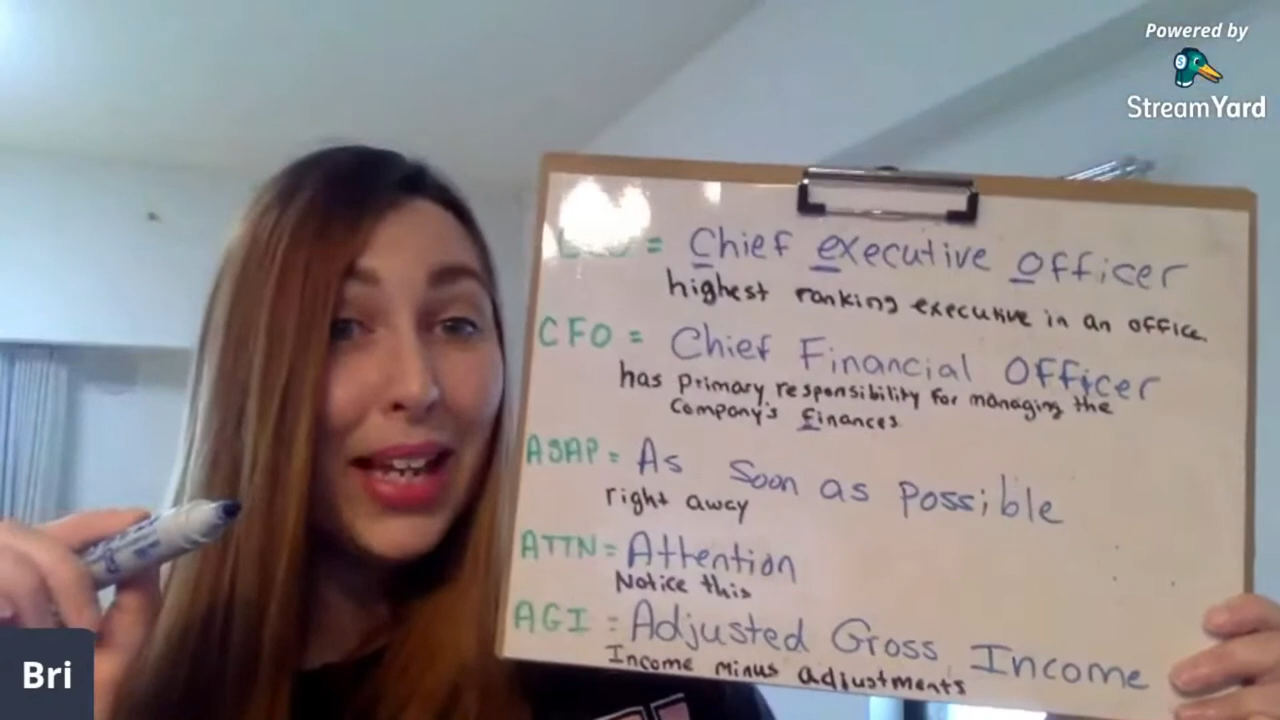 Powered by
StreamYard
= Chief executive officer
highest ranking executive in an office.
CFO = Chief Financial Officer
has primary responsibility for managing the
company's finances.
ASAP = As soon as possible
right away
ATTN = Attention
Notice this
AGI = Adjusted Gross Income
Income minus adjustments
Bri